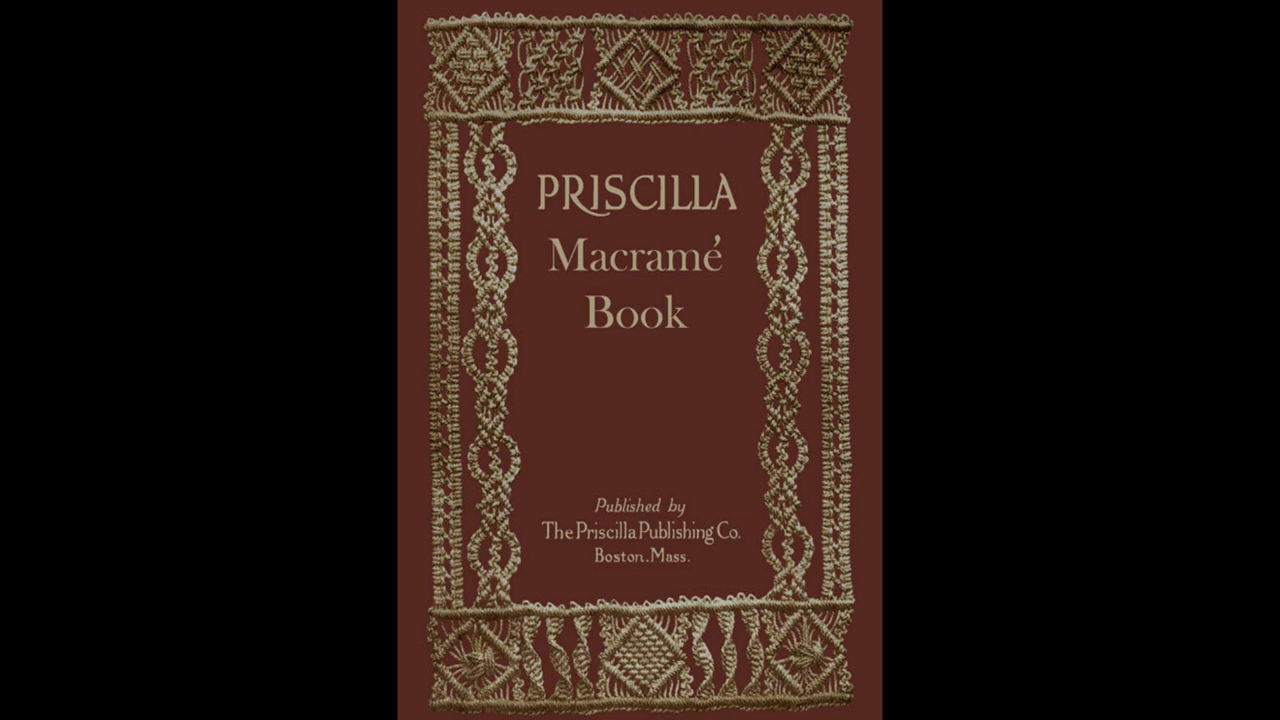 PRISCILLA
Macramé
Book
Published by
The Priscilla Publishing Co.
Boston. Mass.